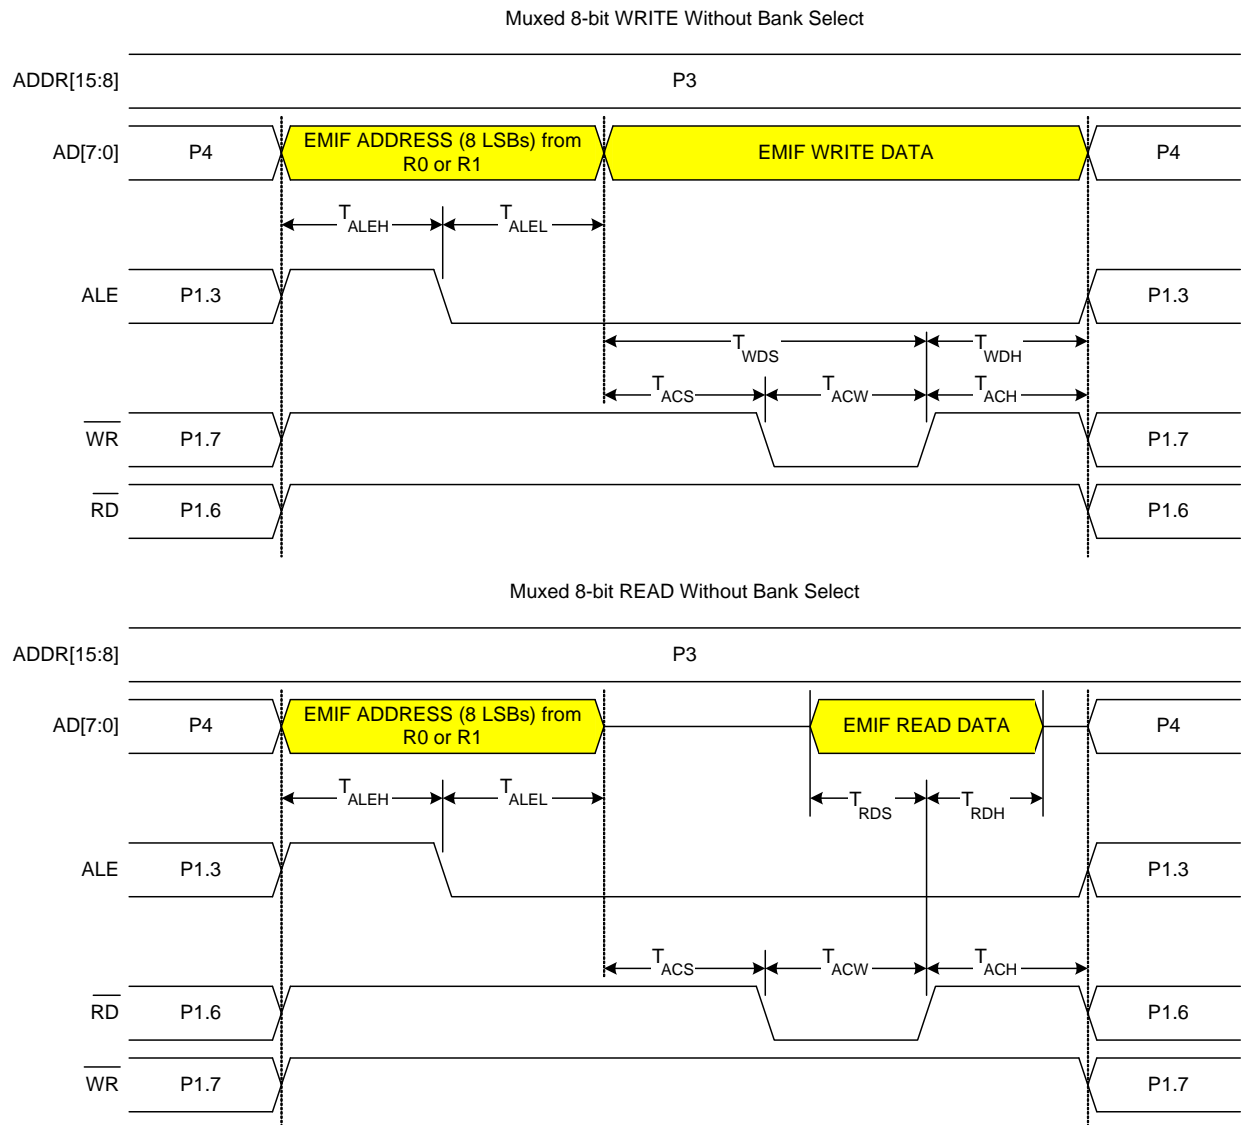 Muxed 8-bit WRITE Without Bank Select
ADDR[15:8] P3
AD[7:0] P4 EMIF ADDRESS (8 LSBs) from R0 or R1 EMIF WRITE DATA P4
TALEH TALEL
ALE P1.3 P1.3
TWDS TWDH
TACS TACW TACH
WR P1.7 P1.7
RD P1.6 P1.6
Muxed 8-bit READ Without Bank Select
ADDR[15:8] P3
AD[7:0] P4 EMIF ADDRESS (8 LSBs) from R0 or R1 EMIF READ DATA P4
TALEH TALEL TRDS TRDH
ALE P1.3 P1.3
TACS TACW TACH
RD P1.6 P1.6
WR P1.7 P1.7